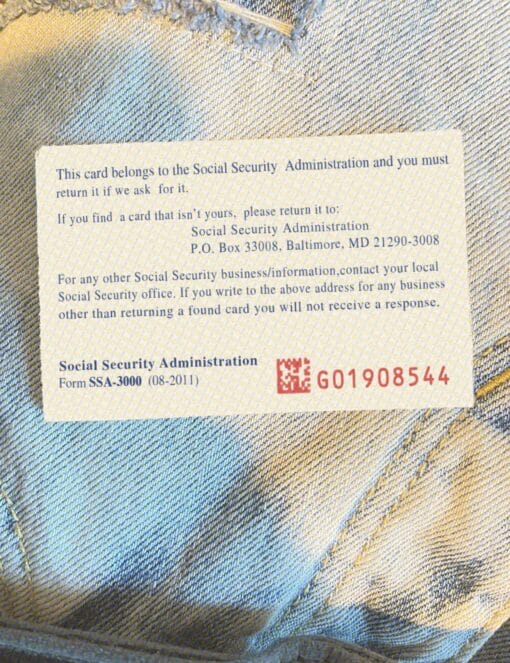 This card belongs to the Social Security Administration and you must
return it if we ask for it.
If you find a card that isn't yours, please return it to:
Social Security Administration
P.O. Box 33008, Baltimore, MD 21290-3008
For any other Social Security business/information,contact your local
Social Security office. If you write to the above address for any business
other than returning a found card you will not receive a response.
Social Security Administration
Form SSA-3000 (08-2011)
G01908544